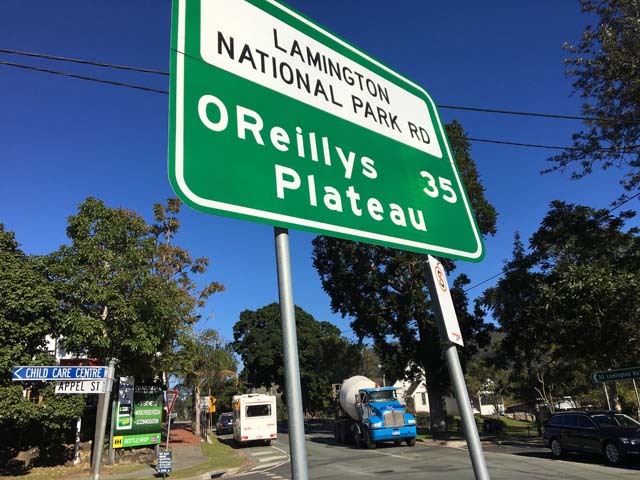 LAMINGTON
NATIONAL PARK RD
OReillys
Plateau
35
CHILD CARE CENTRE
APPEL ST
BOTTLE SHOP